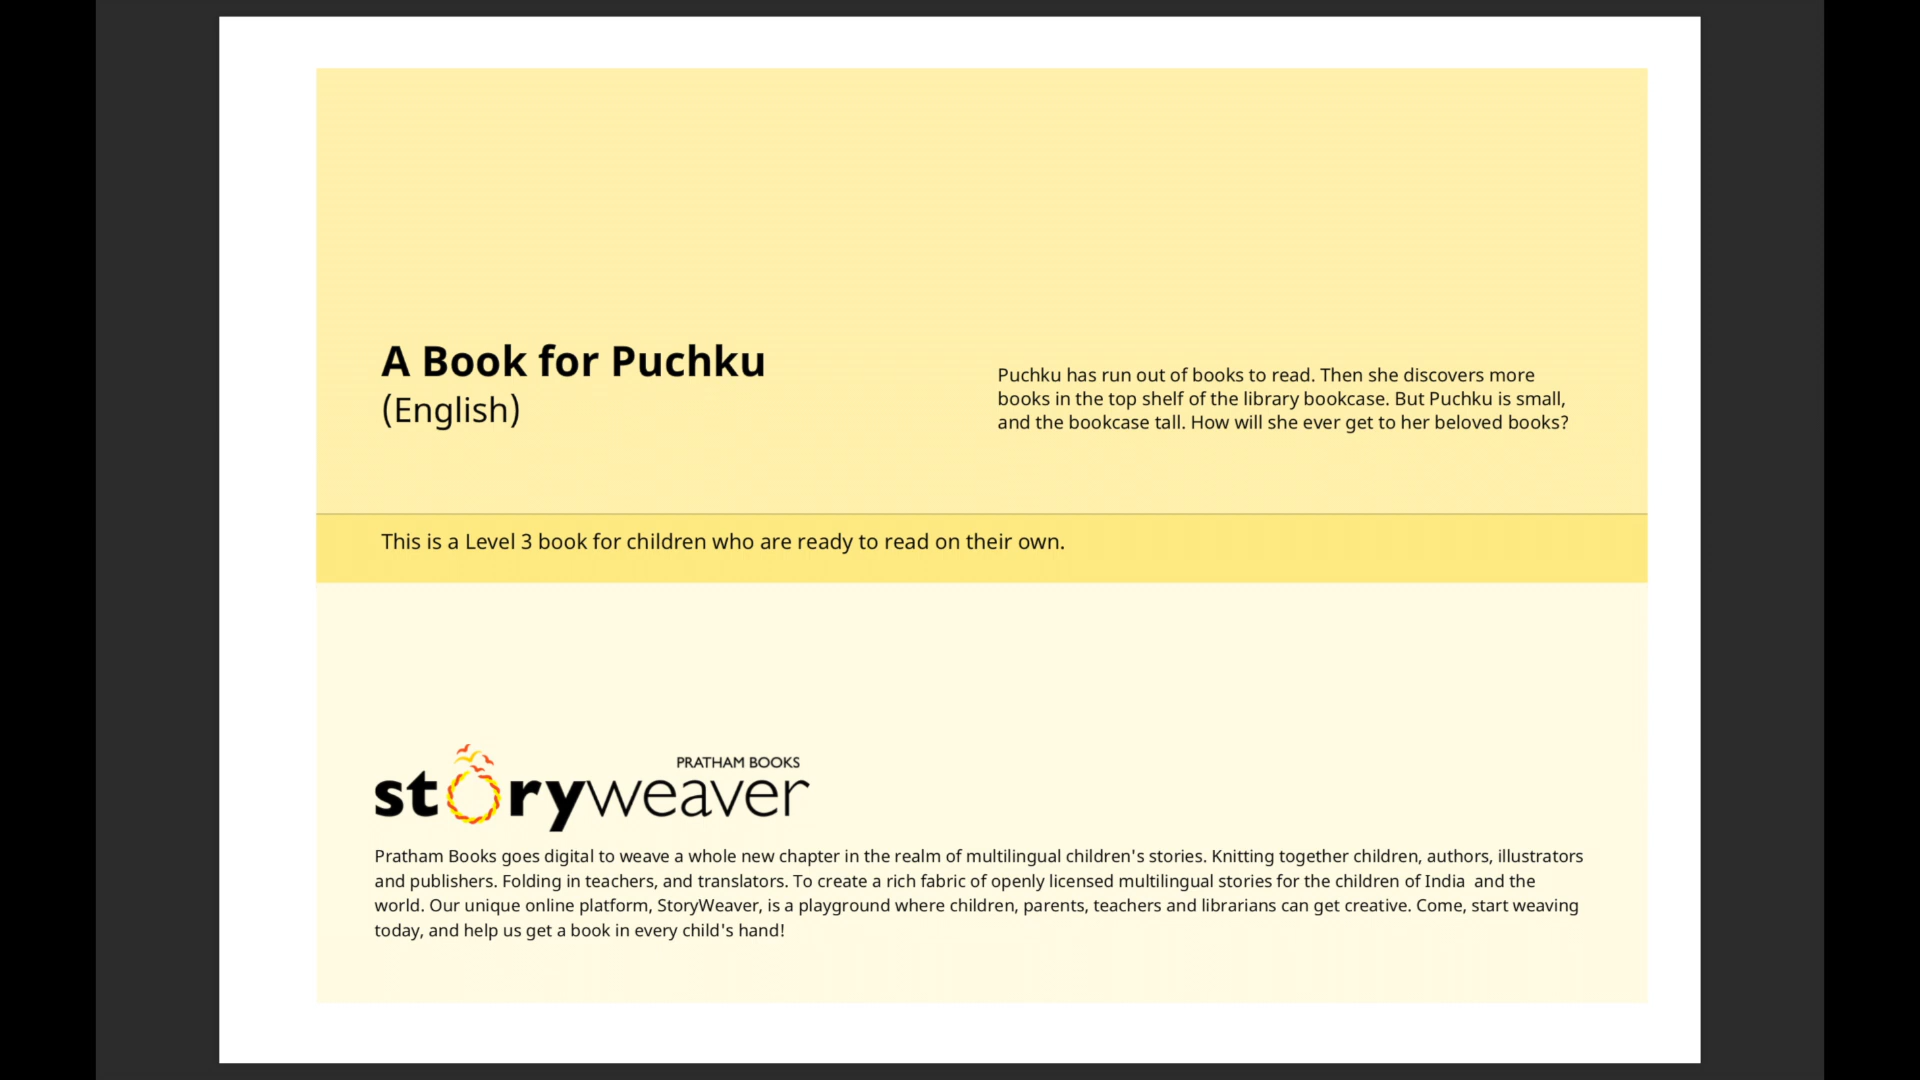 A Book for Puchku
(English)
Puchku has run out of books to read. Then she discovers more
books in the top shelf of the library bookcase. But Puchku is small,
and the bookcase tall. How will she ever get to her beloved books?
This is a Level 3 book for children who are ready to read on their own.
PRATHAM BOOKS
storyweaver
Pratham Books goes digital to weave a whole new chapter in the realm of multilingual children's stories. Knitting together children, authors, illustrators
and publishers. Folding in teachers, and translators. To create a rich fabric of openly licensed multilingual stories for the children of India  and the
world. Our unique online platform, StoryWeaver, is a playground where children, parents, teachers and librarians can get creative. Come, start weaving
today, and help us get a book in every child's hand!